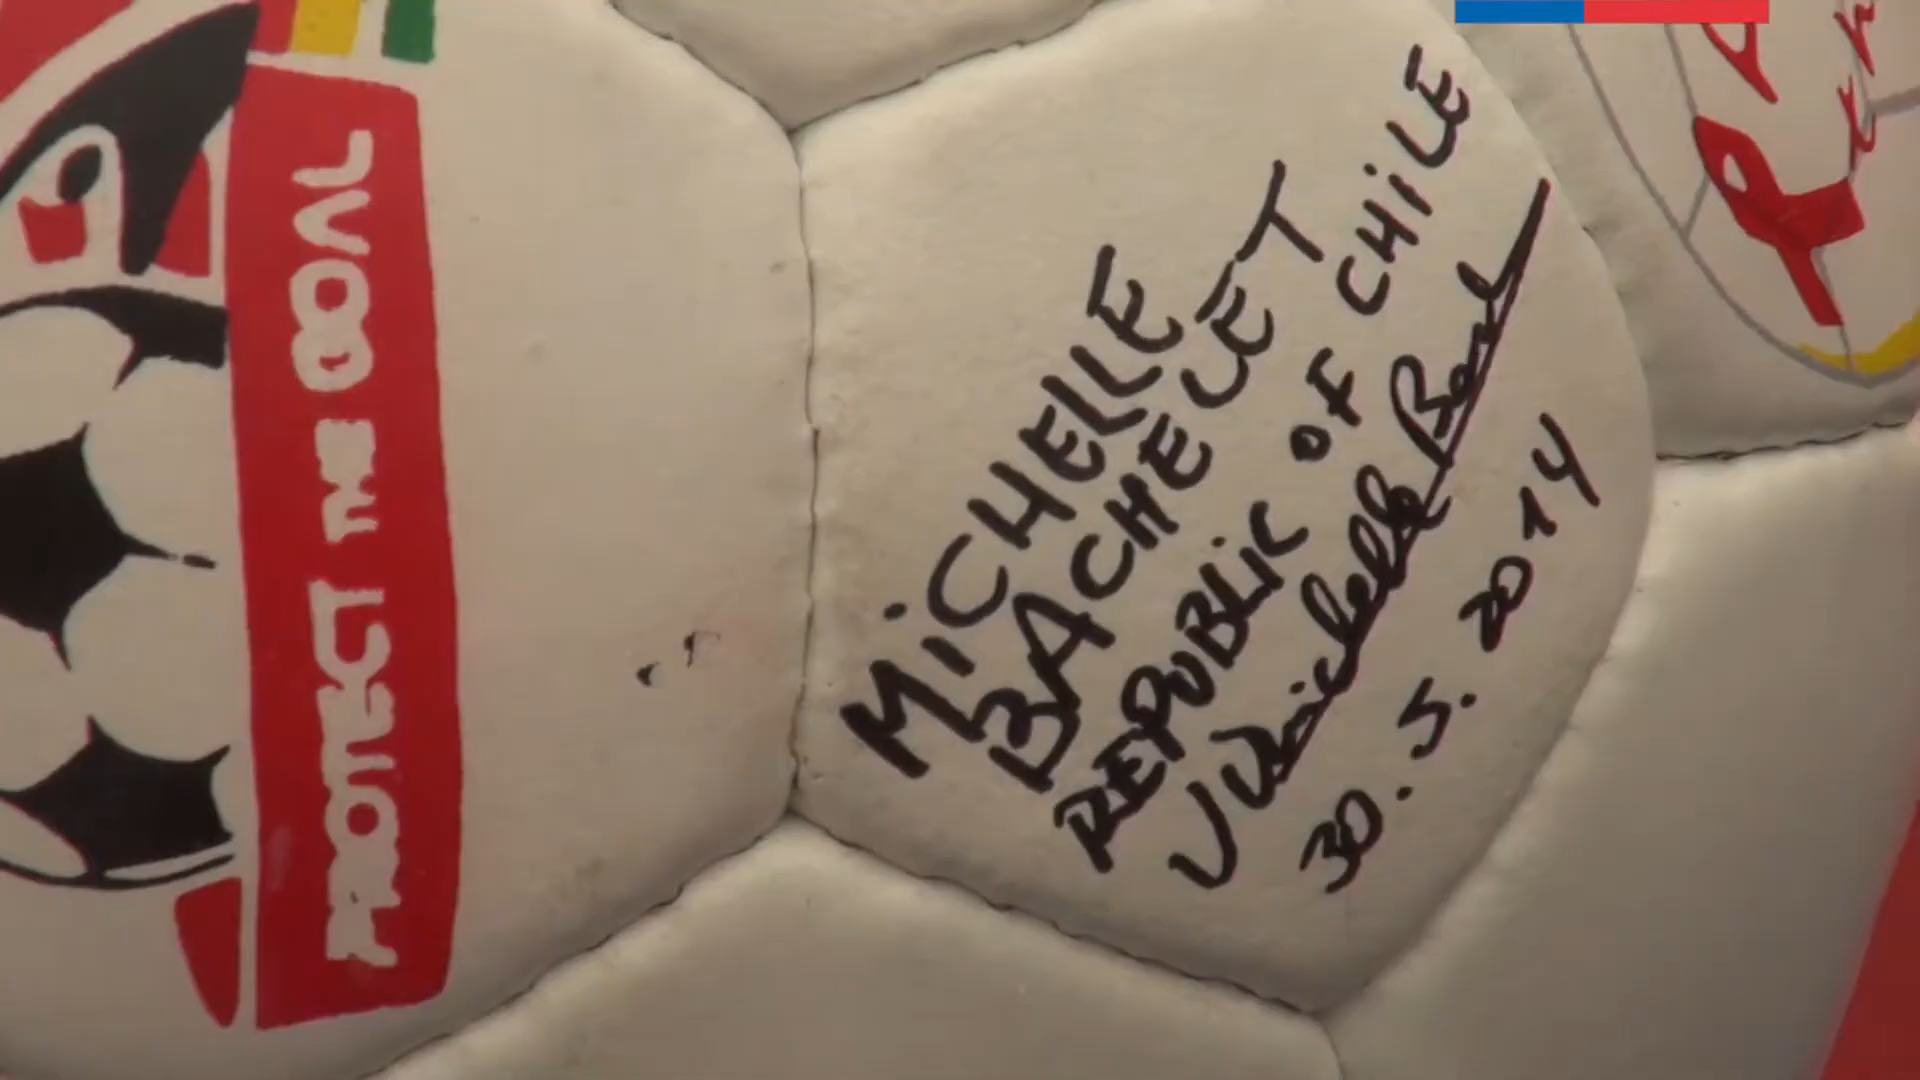 PROTECT THE GOAL
MiCHELLE
BACHELET
REPUBLIC OF CHiLE
30.5.2014